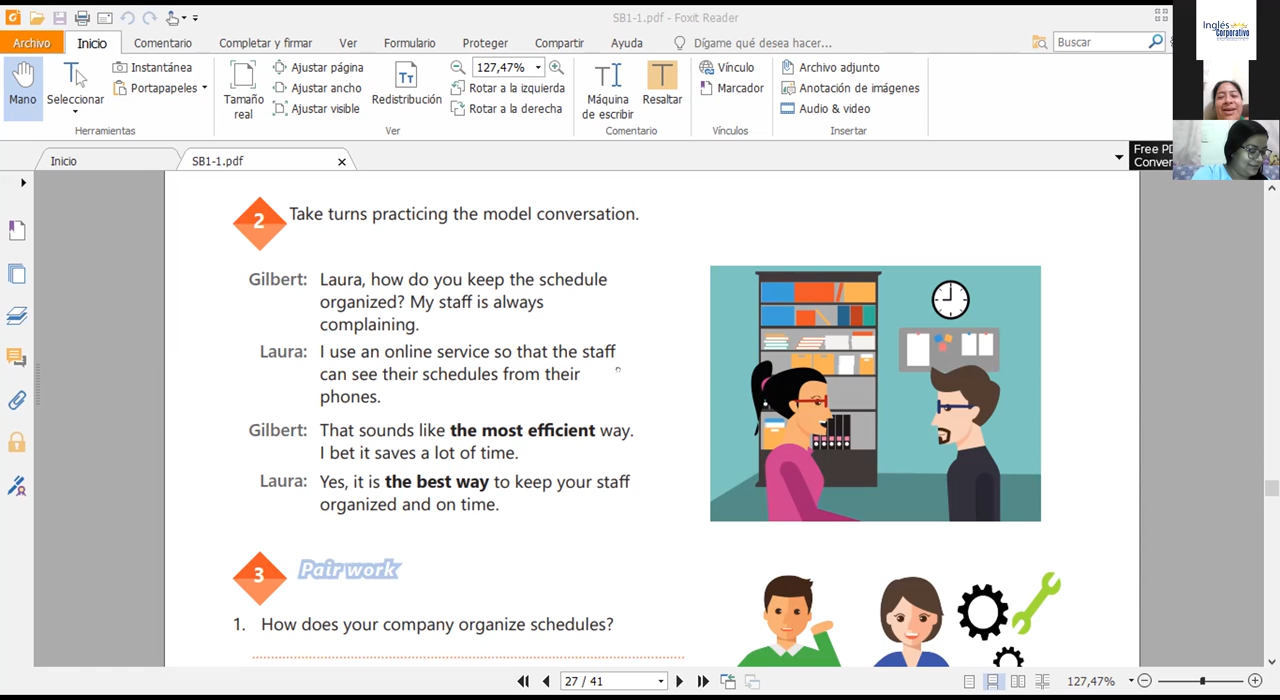 SB1-1.pdf - Foxit Reader
Archivo Inicio Comentario Completar y firmar Ver Formulario Proteger Compartir Ayuda Dígame qué desea hacer... Buscar
Inglés
Corporativo
Mano
Seleccionar
Instantánea
Portapapeles
Herramientas
Tamaño
real
Ajustar página
Ajustar ancho
Ajustar visible
Redistribución
127,47%
Rotar a la izquierda
Rotar a la derecha
Ver
Máquina
de escribir
Resaltar
Comentario
Vínculo
Marcador
Vínculos
Archivo adjunto
Anotación de imágenes
Audio & video
Insertar
Inicio SB1-1.pdf
Free PD
Conver
2 Take turns practicing the model conversation.
Gilbert: Laura, how do you keep the schedule
organized? My staff is always
complaining.
Laura: I use an online service so that the staff
can see their schedules from their
phones.
Gilbert: That sounds like the most efficient way.
I bet it saves a lot of time.
Laura: Yes, it is the best way to keep your staff
organized and on time.
3 Pair work
1. How does your company organize schedules?
27 / 41 127,47%